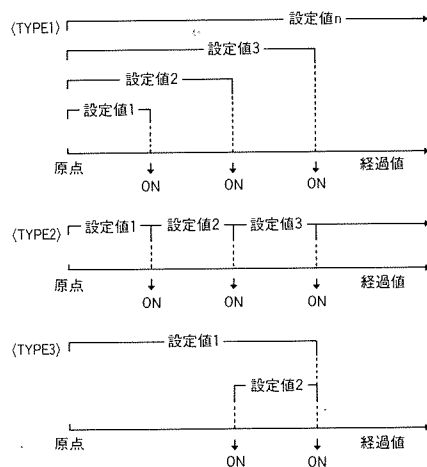 〈TYPE1〉 設定値n
設定値3
設定値2
設定値1
原点 経過値
ON ON ON
〈TYPE2〉 設定値1 設定値2 設定値3
原点 経過値
ON ON ON
〈TYPE3〉 設定値1
設定値2
原点 経過値
ON ON